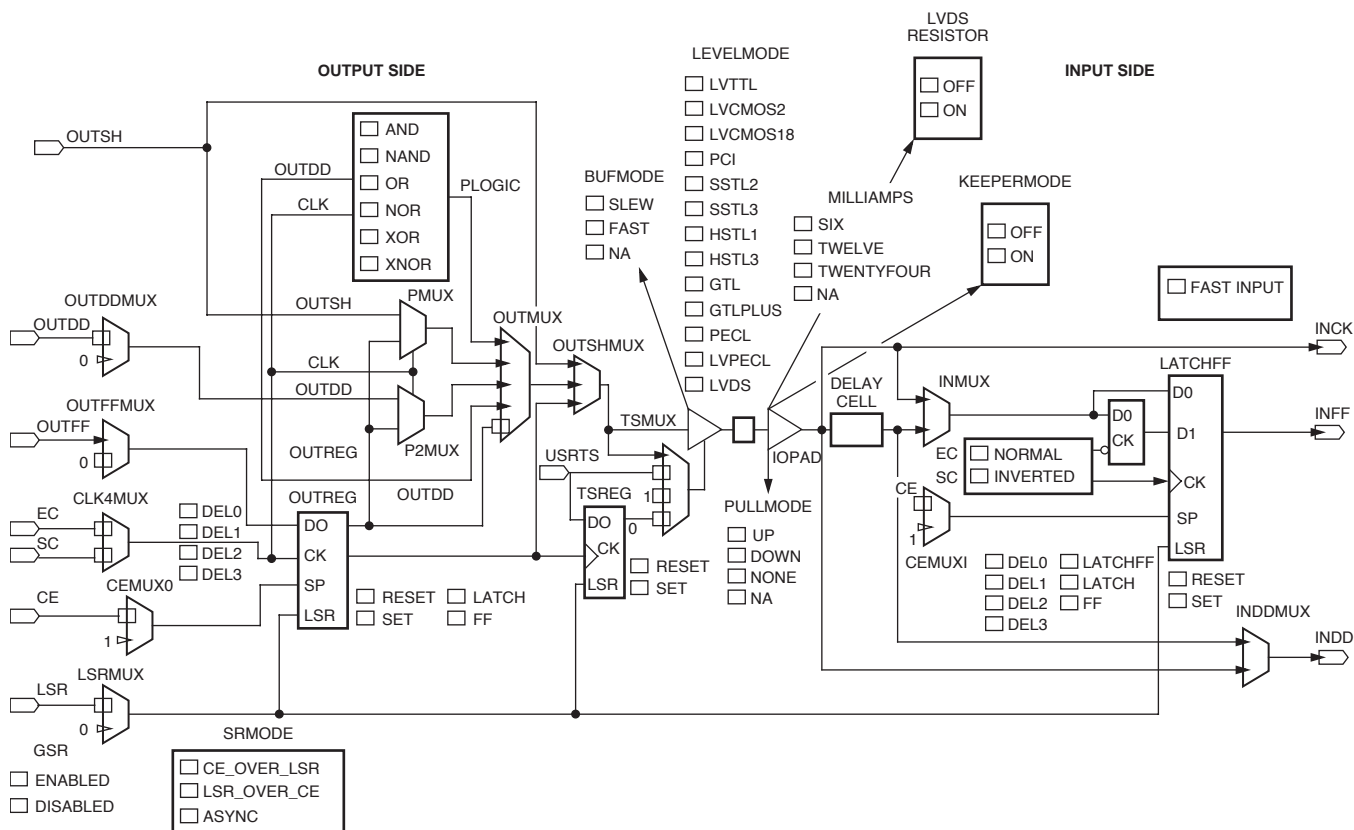 LVDS
RESISTOR
OFF
ON
OUTPUT SIDE
LEVELMODE
LVTTL
LVCMOS2
LVCMOS18
PCI
SSTL2
SSTL3
HSTL1
HSTL3
GTL
GTLPLUS
PECL
LVPECL
LVDS
INPUT SIDE
OUTSH
AND
NAND
OR
NOR
XOR
XNOR
OUTDD
CLK
PLOGIC
BUFMODE
SLEW
FAST
NA
MILLIAMPS
SIX
TWELVE
TWENTYFOUR
NA
KEEPERMODE
OFF
ON
FAST INPUT
OUTDDMUX
OUTDD
0
OUTSH
PMUX
CLK
OUTDD
P2MUX
OUTMUX
OUTSHMUX
OUTREG
OUTDD
OUTFFMUX
OUTFF
0
CLK4MUX
EC
SC
DEL0
DEL1
DEL2
DEL3
CEMUX0
CE
1
OUTREG
DO
CK
SP
LSR
RESET
SET
LATCH
FF
USRTS
TSMUX
1
0
TSREG
DO
CK
LSR
RESET
SET
IOPAD
PULLMODE
UP
DOWN
NONE
NA
DELAY
CELL
INMUX
EC
SC
NORMAL
INVERTED
D0
CK
LATCHFF
D0
D1
CK
SP
LSR
CE
1
CEMUXI
DEL0
DEL1
DEL2
DEL3
LATCHFF
LATCH
FF
RESET
SET
INCK
INFF
INDDMUX
INDD
LSRMUX
LSR
0
GSR
ENABLED
DISABLED
SRMODE
CE_OVER_LSR
LSR_OVER_CE
ASYNC